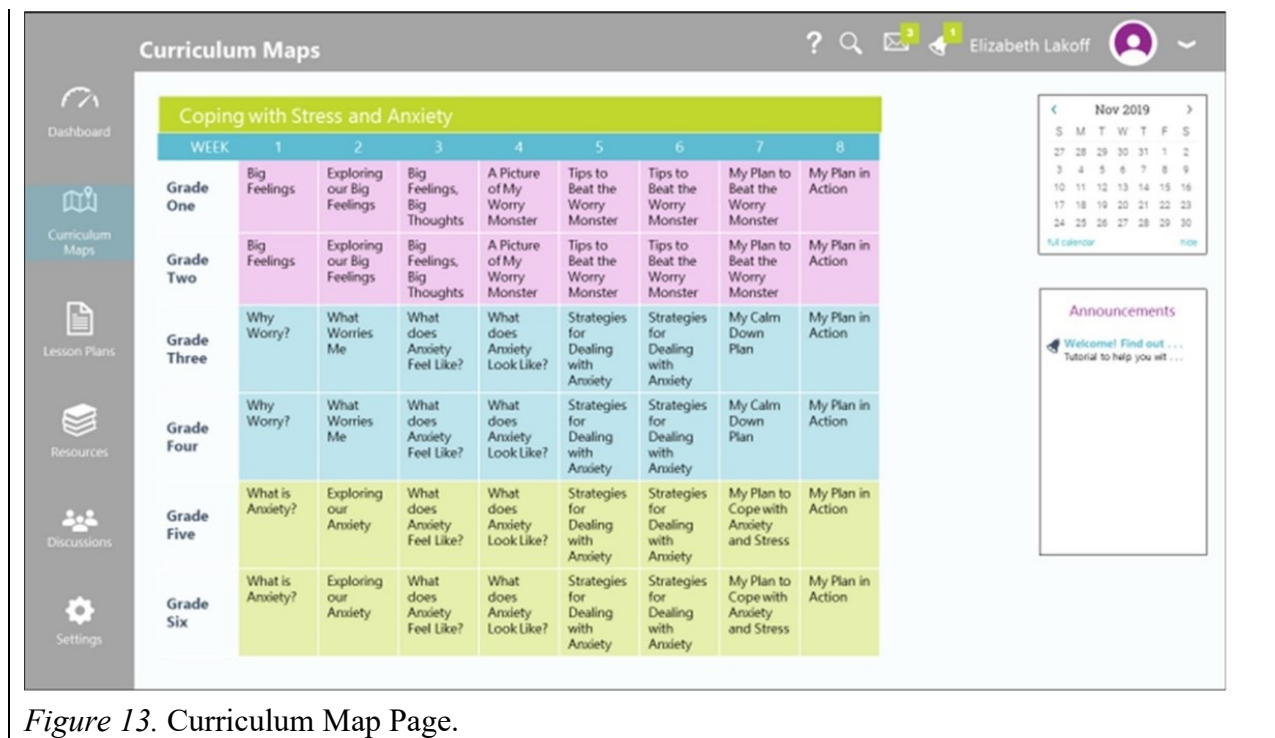 Curriculum Maps
3
1
Elizabeth Lakoff
Dashboard
Curriculum
Maps
Lesson Plans
Resources
Discussions
Settings
Coping with Stress and Anxiety
WEEK 1 2 3 4 5 6 7 8
Grade
One
Big
Feelings
Exploring
our Big
Feelings
Big
Feelings,
Big
Thoughts
A Picture
of My
Worry
Monster
Tips to
Beat the
Worry
Monster
Tips to
Beat the
Worry
Monster
My Plan to
Beat the
Worry
Monster
My Plan in
Action
Grade
Two
Big
Feelings
Exploring
our Big
Feelings
Big
Feelings,
Big
Thoughts
A Picture
of My
Worry
Monster
Tips to
Beat the
Worry
Monster
Tips to
Beat the
Worry
Monster
My Plan to
Beat the
Worry
Monster
My Plan in
Action
Grade
Three
Why
Worry?
What
Worries
Me
What
does
Anxiety
Feel Like?
What
does
Anxiety
Look Like?
Strategies
for
Dealing
with
Anxiety
Strategies
for
Dealing
with
Anxiety
My Calm
Down
Plan
My Plan in
Action
Grade
Four
Why
Worry?
What
Worries
Me
What
does
Anxiety
Feel Like?
What
does
Anxiety
Look Like?
Strategies
for
Dealing
with
Anxiety
Strategies
for
Dealing
with
Anxiety
My Calm
Down
Plan
My Plan in
Action
Grade
Five
What is
Anxiety?
Exploring
our
Anxiety
What
does
Anxiety
Feel Like?
What
does
Anxiety
Look Like?
Strategies
for
Dealing
with
Anxiety
Strategies
for
Dealing
with
Anxiety
My Plan to
Cope with
Anxiety
and Stress
My Plan in
Action
Grade
Six
What is
Anxiety?
Exploring
our
Anxiety
What
does
Anxiety
Feel Like?
What
does
Anxiety
Look Like?
Strategies
for
Dealing
with
Anxiety
Strategies
for
Dealing
with
Anxiety
My Plan to
Cope with
Anxiety
and Stress
My Plan in
Action
< Nov 2019 >
S M T W T F S
27 28 29 30 31 1 2
3 4 5 6 7 8 9
10 11 12 13 14 15 16
17 18 19 20 21 22 23
24 25 26 27 28 29 30
full calendar hide
Announcements
Welcome! Find out . . .
Tutorial to help you wit . . .
Figure 13. Curriculum Map Page.